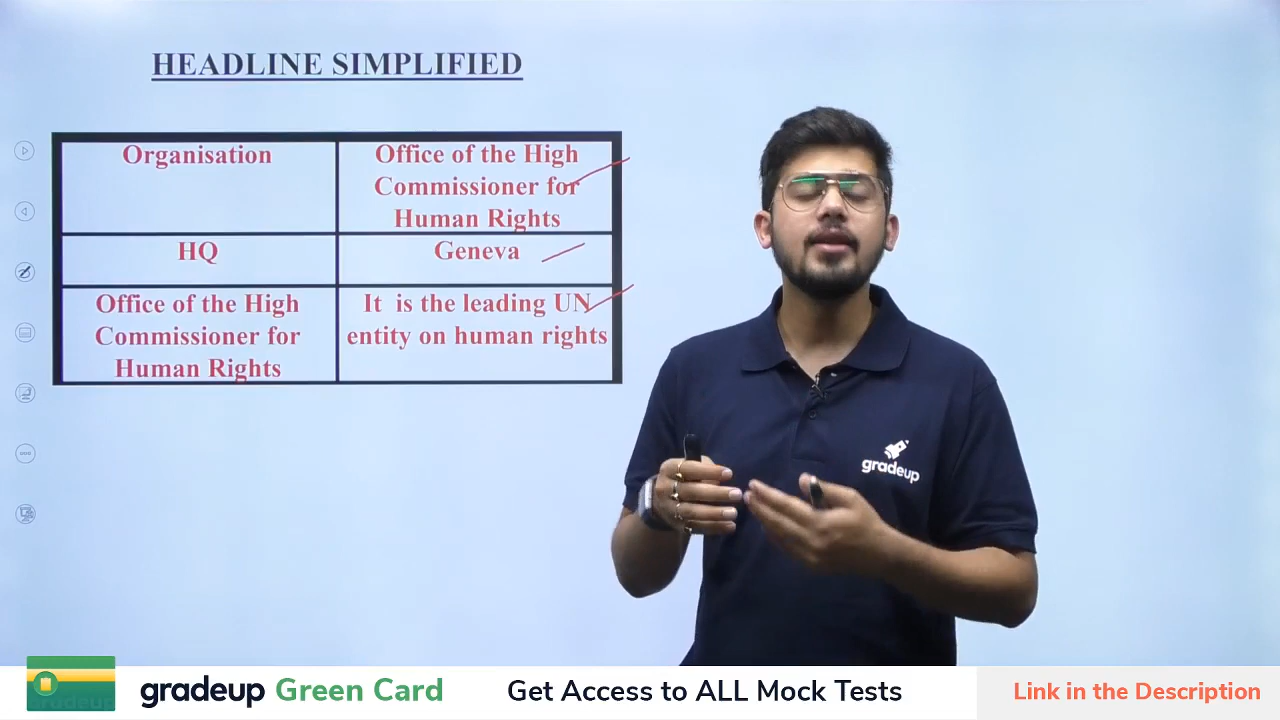 HEADLINE SIMPLIFIED
Organisation
Office of the High
Commissioner for
Human Rights
HQ
Geneva
Office of the High
Commissioner for
Human Rights
It is the leading UN
entity on human rights
gradeup
gradeup Green Card
Get Access to ALL Mock Tests
Link in the Description